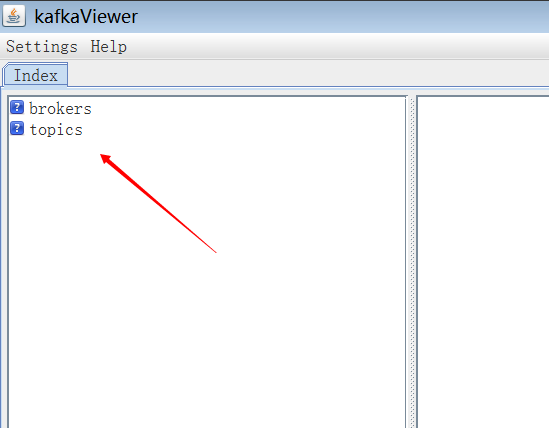 kafkaViewer
Settings Help
Index
? brokers
? topics